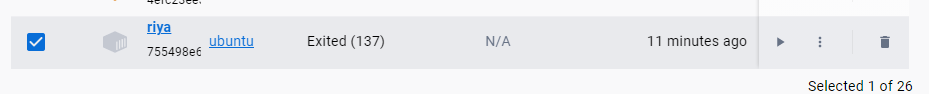 riya
755498e6
ubuntu
Exited (137)
N/A
11 minutes ago
Selected 1 of 26